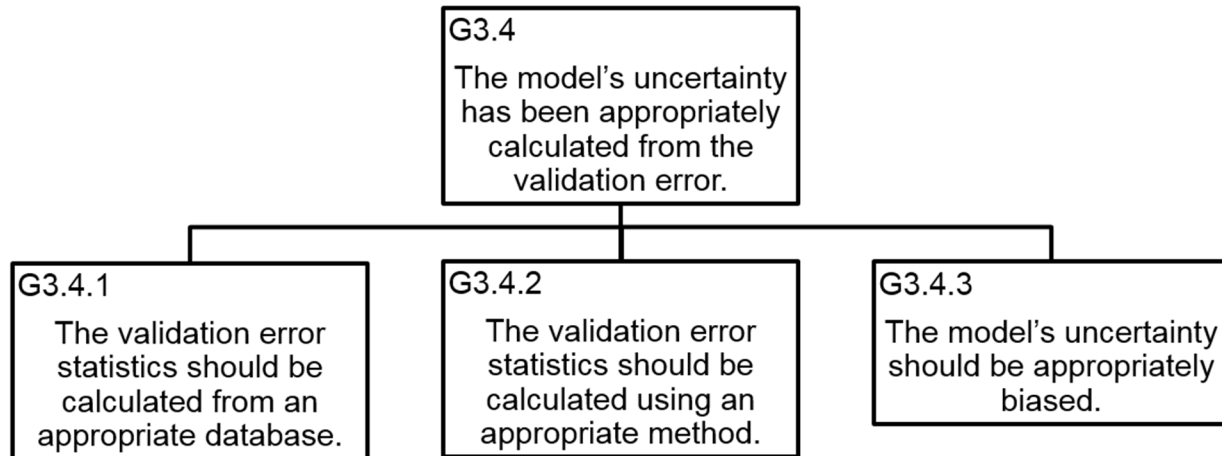 G3.4
The model’s uncertainty
has been appropriately
calculated from the
validation error.
G3.4.1
The validation error
statistics should be
calculated from an
appropriate database.
G3.4.2
The validation error
statistics should be
calculated using an
appropriate method.
G3.4.3
The model’s uncertainty
should be appropriately
biased.